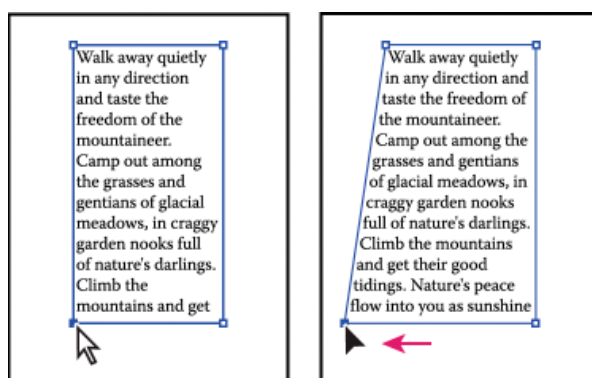 Walk away quietly
in any direction
and taste the
freedom of the
mountaineer.
Camp out among
the grasses and
gentians of glacial
meadows, in craggy
garden nooks full
of nature's darlings.
Climb the
mountains and get
Walk away quietly
in any direction and
taste the freedom of
the mountaineer.
Camp out among the
grasses and gentians
of glacial meadows, in
craggy garden nooks
full of nature's darlings.
Climb the mountains
and get their good
tidings. Nature's peace
flow into you as sunshine